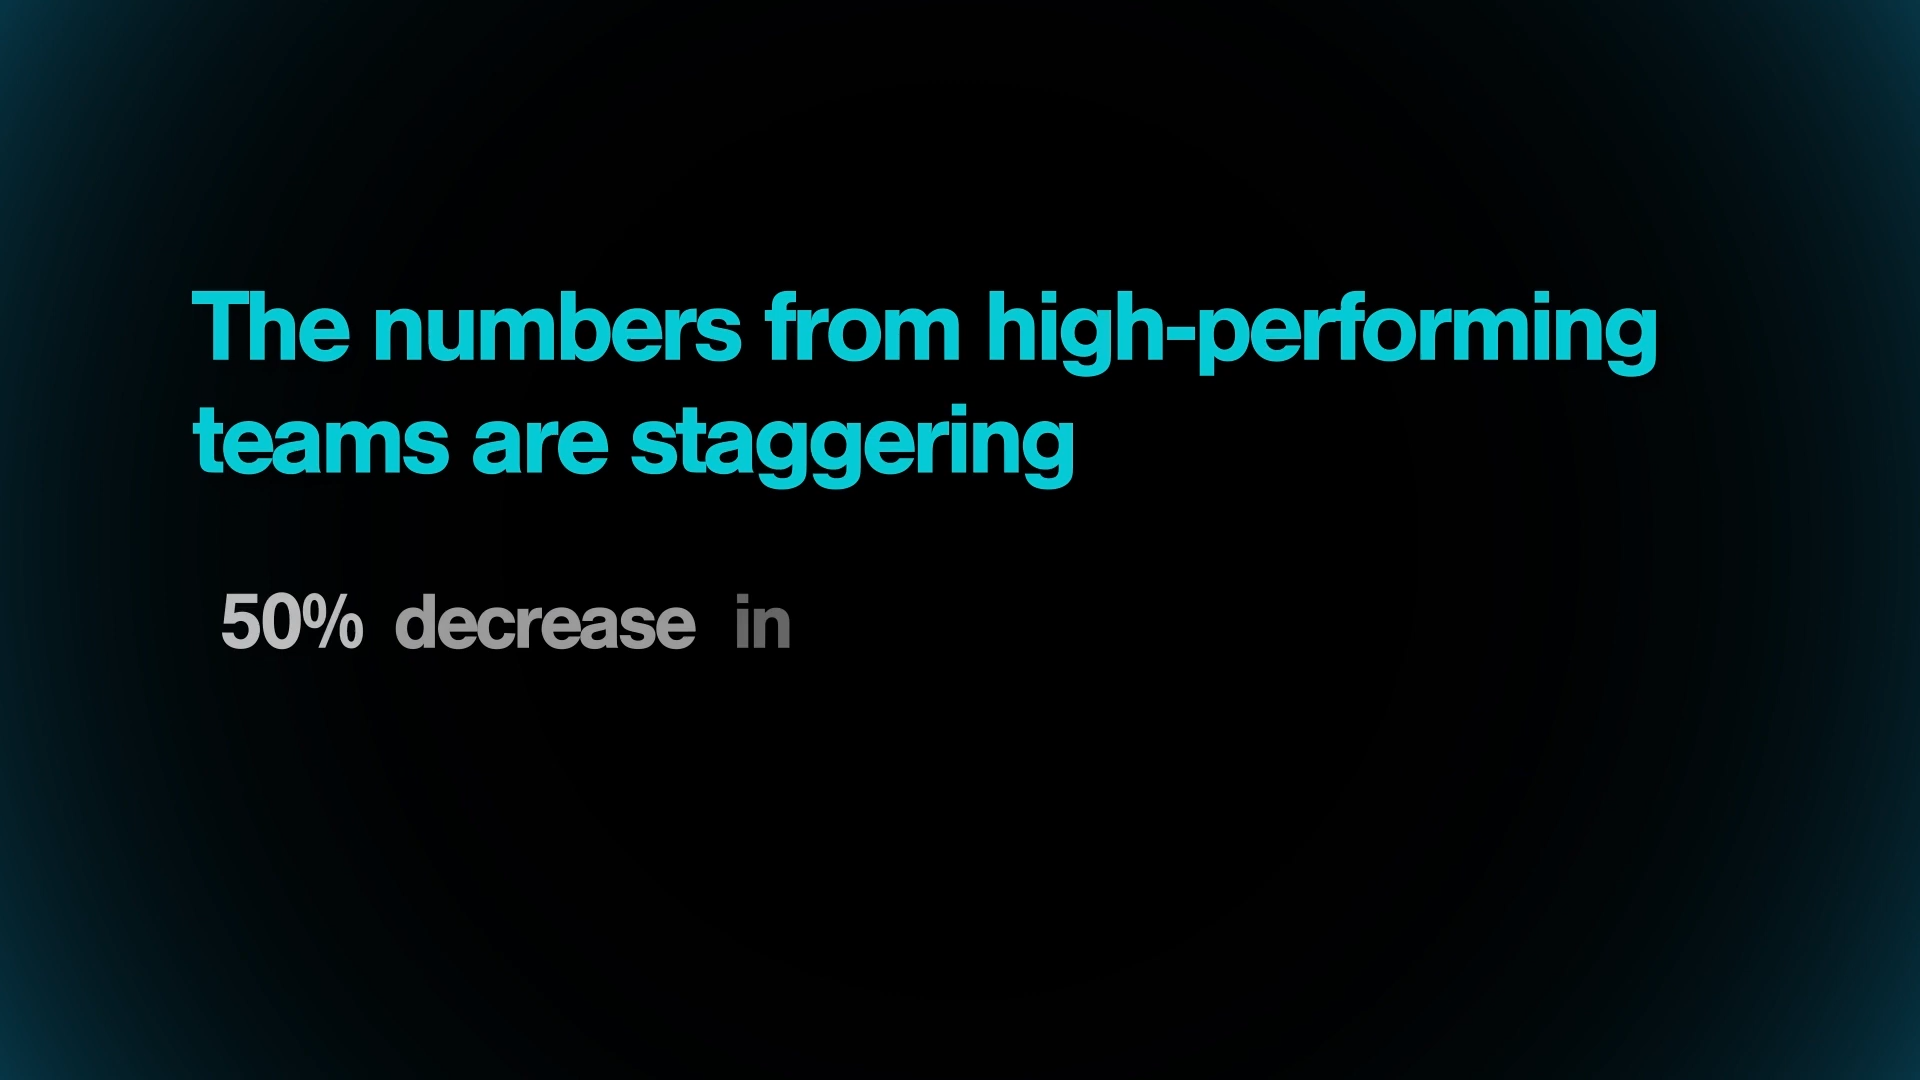 The numbers from high-performing
teams are staggering
50% decrease in